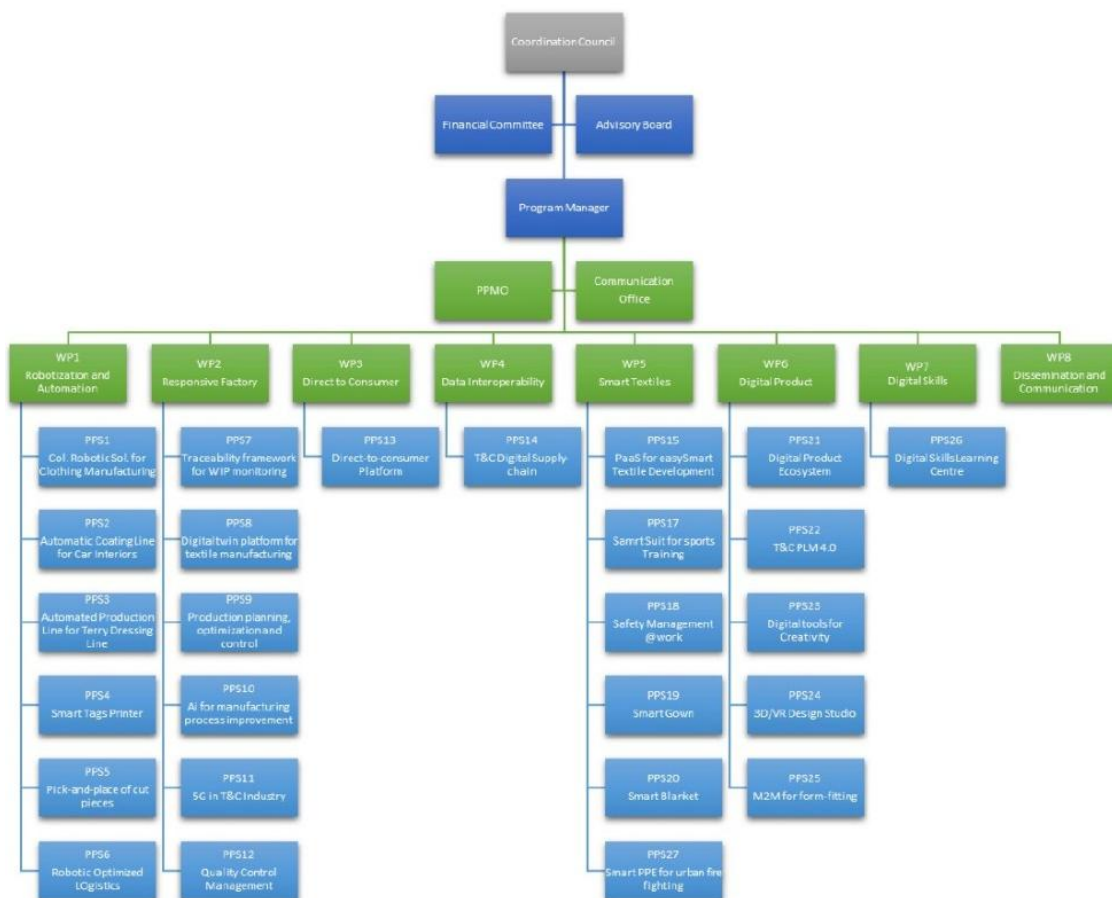 Coordination Council
Financial Committee
Advisory Board
Program Manager
PPMO
Communication
Office
WP1
Robotization and
Automation
WP2
Responsive Factory
WP3
Direct to Consumer
WP4
Data Interoperability
WP5
Smart Textiles
WP6
Digital Product
WP7
Digital Skills
WP8
Dissemination and
Communication
PPS1
Col. Robotic Sol. for
Clothing Manufacturing
PPS7
Traceability framework
for WIP monitoring
PPS13
Direct-to-consumer
Platform
PPS14
T&C Digital Supply-
chain
PPS15
PaaS for easySmart
Textile Development
PPS21
Digital Product
Ecosystem
PPS26
Digital Skills Learning
Centre
PPS2
Automatic Coating Line
for Car Interiors
PPS8
Digital twin platform for
textile manufacturing
PPS17
Samrt Suit for sports
Training
PPS22
T&C PLM 4.0
PPS3
Automated Production
Line for Terry Dressing
Line
PPS9
Production planning,
optimization and
control
PPS18
Safety Management
@work
PPS23
Digital tools for
Creativity
PPS4
Smart Tags Printer
PPS10
Ai for manufacturing
process improvement
PPS19
Smart Gown
PPS24
3D/VR Design Studio
PPS5
Pick-and-place of cut
pieces
PPS11
5G in T&C Industry
PPS20
Smart Blanket
PPS25
M2M for form-fitting
PPS6
Robotic Optimized
LOgistics
PPS12
Quality Control
Management
PPS27
Smart PPE for urban fire
fighting